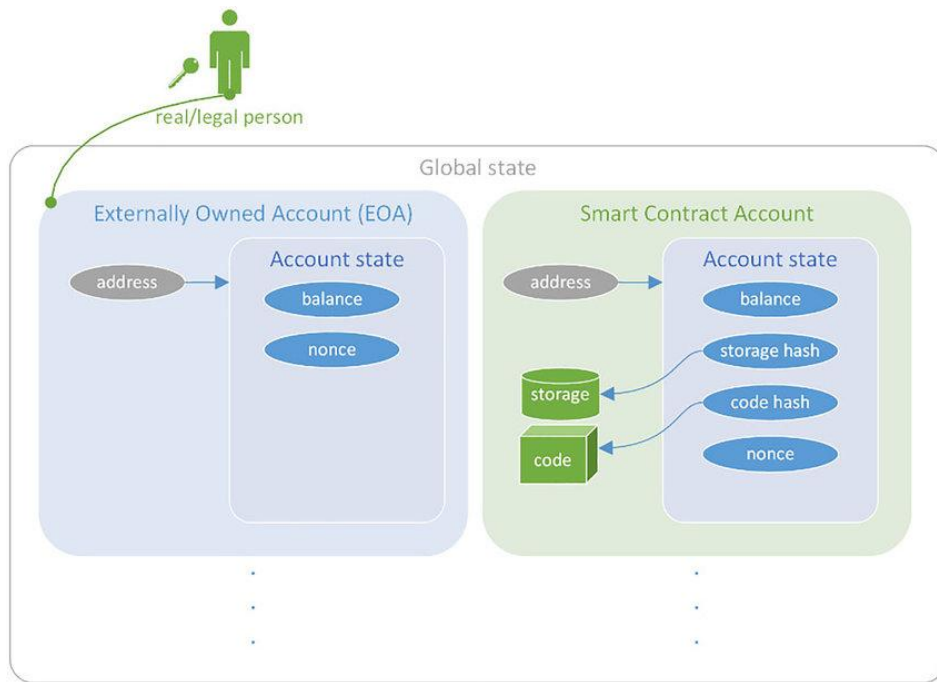 real/legal person
Global state
Externally Owned Account (EOA)
Account state
address
balance
nonce
Smart Contract Account
Account state
address
balance
storage hash
storage
code hash
code
nonce